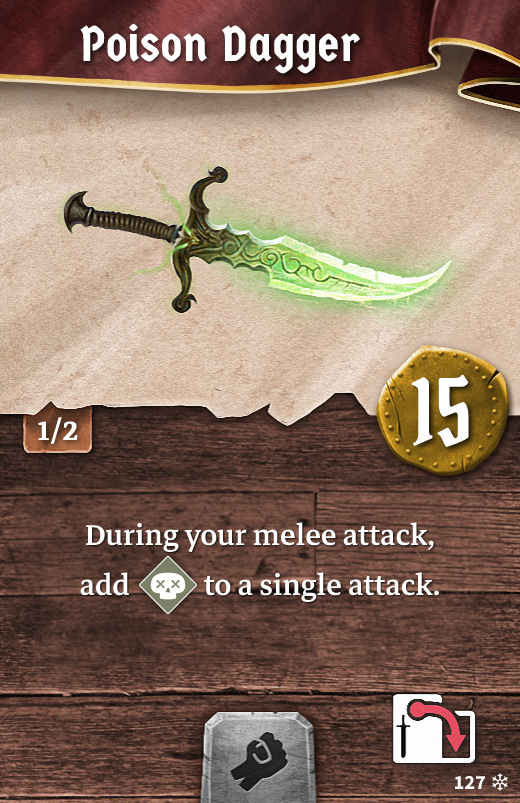 Poison Dagger
1/2
15
During your melee attack,
add to a single attack.
127